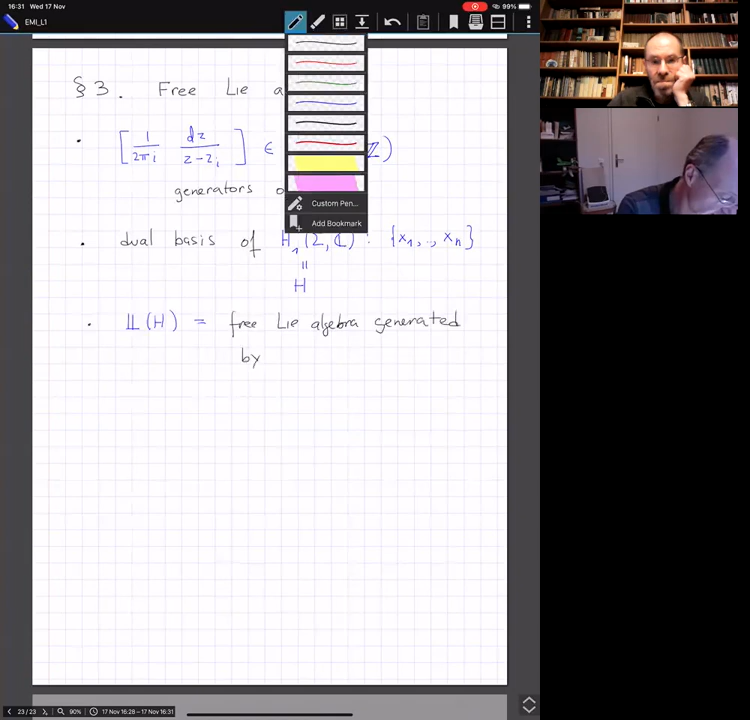 16:31 Wed 17 Nov
99%
EMI_L1
§3. Free Lie a
[1/2πi dz/z-z_i] ∈ ℤ)
generators o
dual basis of H_1(Σ, ℂ) : {x_1,..,x_n}
=
H
𝕃(H) = free Lie algebra generated
by
Custom Pen...
Add Bookmark
23/23 90% 17 Nov 16:28 – 17 Nov 16:31